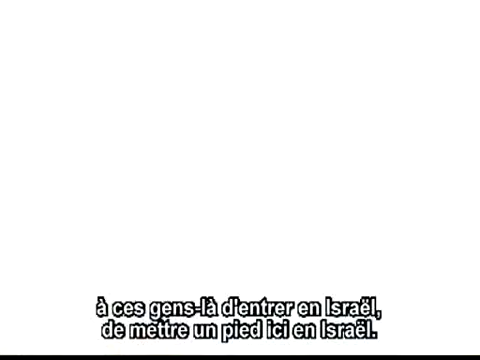 à ces gens-là d'entrer en Israël,
de mettre un pied ici en Israël.